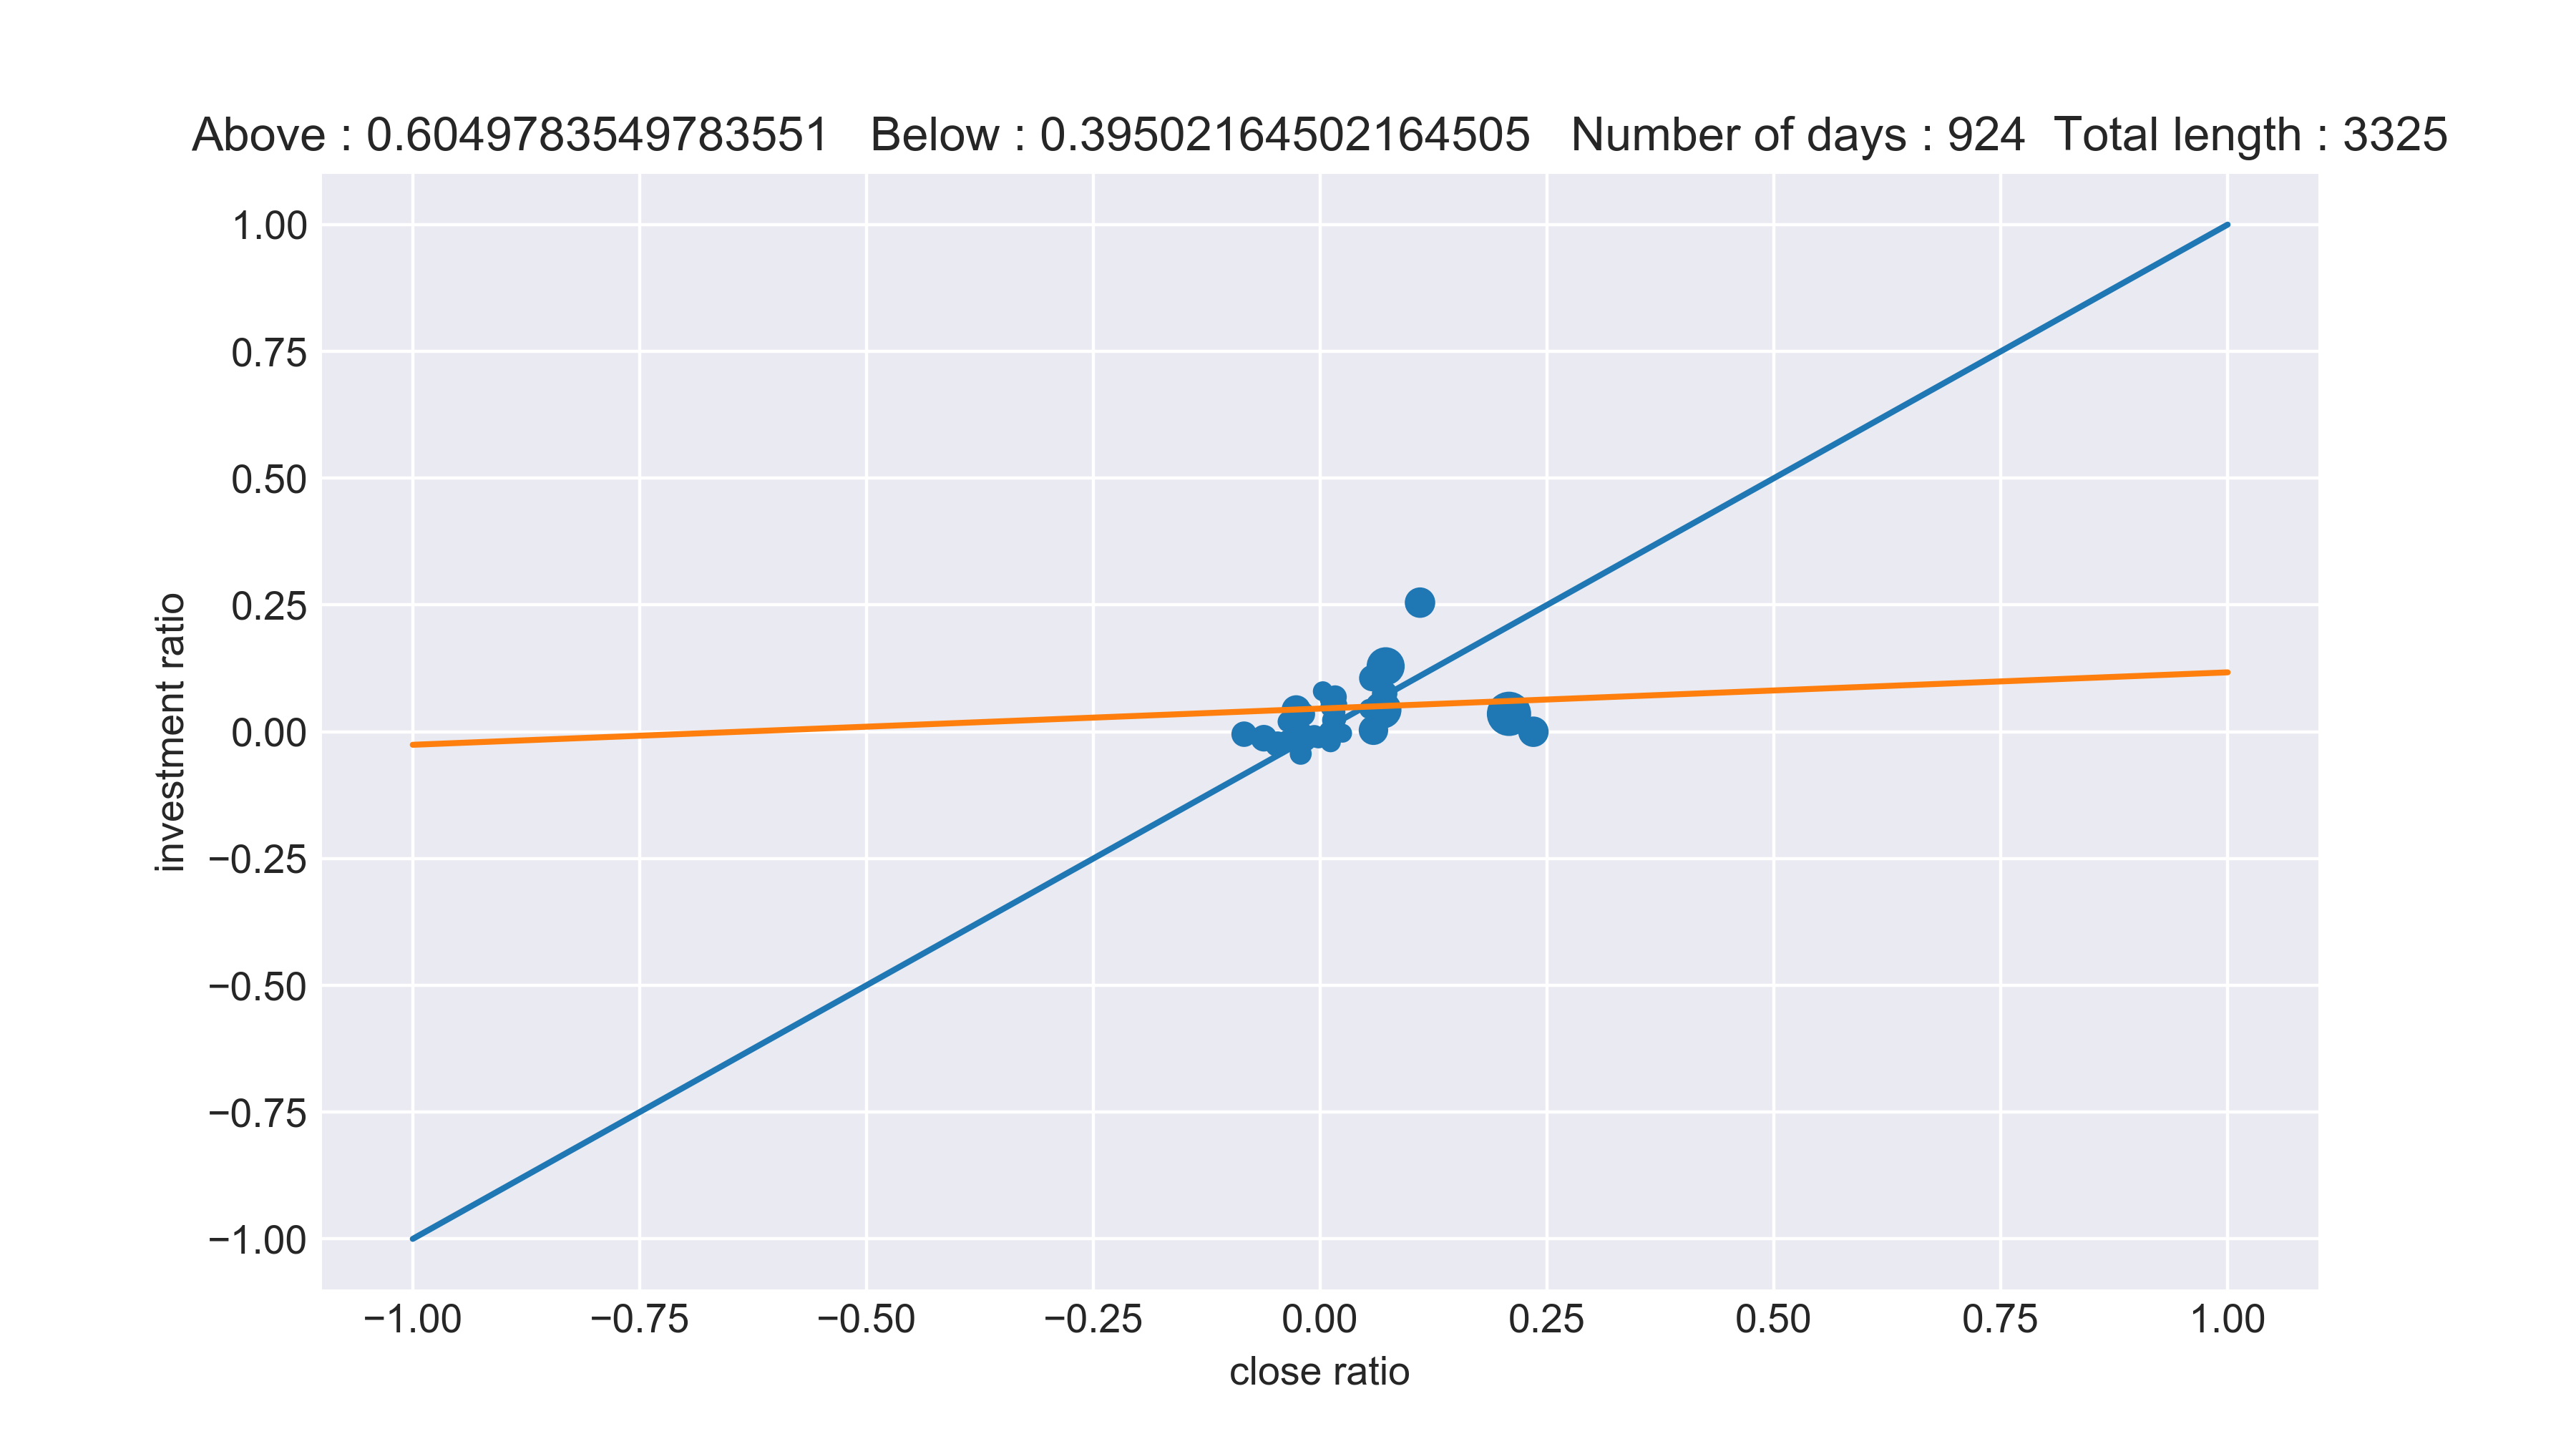 Above : 0.6049783549783551   Below : 0.39502164502164505   Number of days : 924  Total length : 3325
1.00
0.75
0.50
0.25
0.00
−0.25
−0.50
−0.75
−1.00
investment ratio
−1.00 −0.75 −0.50 −0.25 0.00 0.25 0.50 0.75 1.00
close ratio